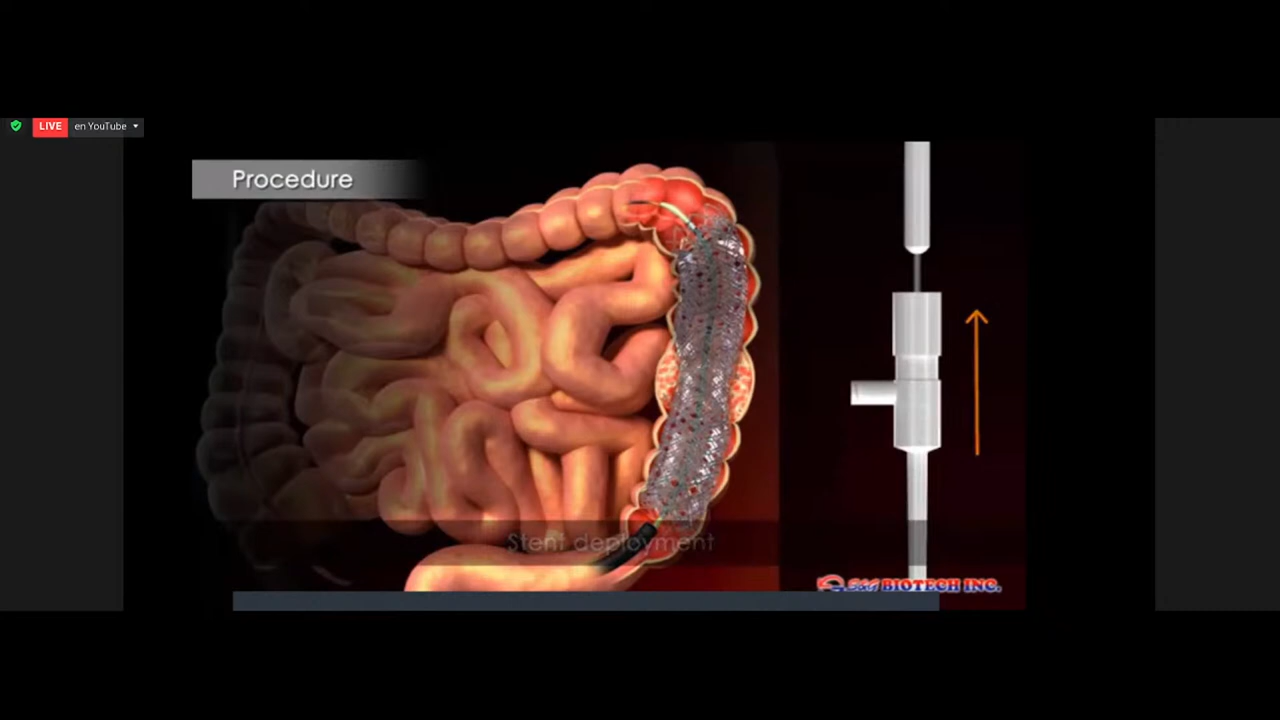 LIVE en YouTube
Procedure
Stent deployment
S&G BIOTECH INC.